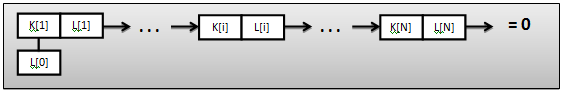 K[1] L[1] ... K[i] L[i] ... K[N] L[N] = 0
L[0]